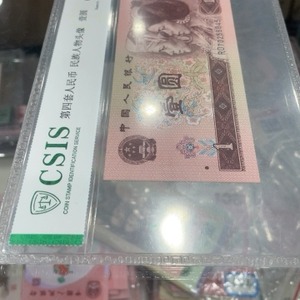 第四套人民币 民族人物头像 壹圆
CSIS
COIN STAMP IDENTIFICATION SERVICE
中国人民银行
壹圆